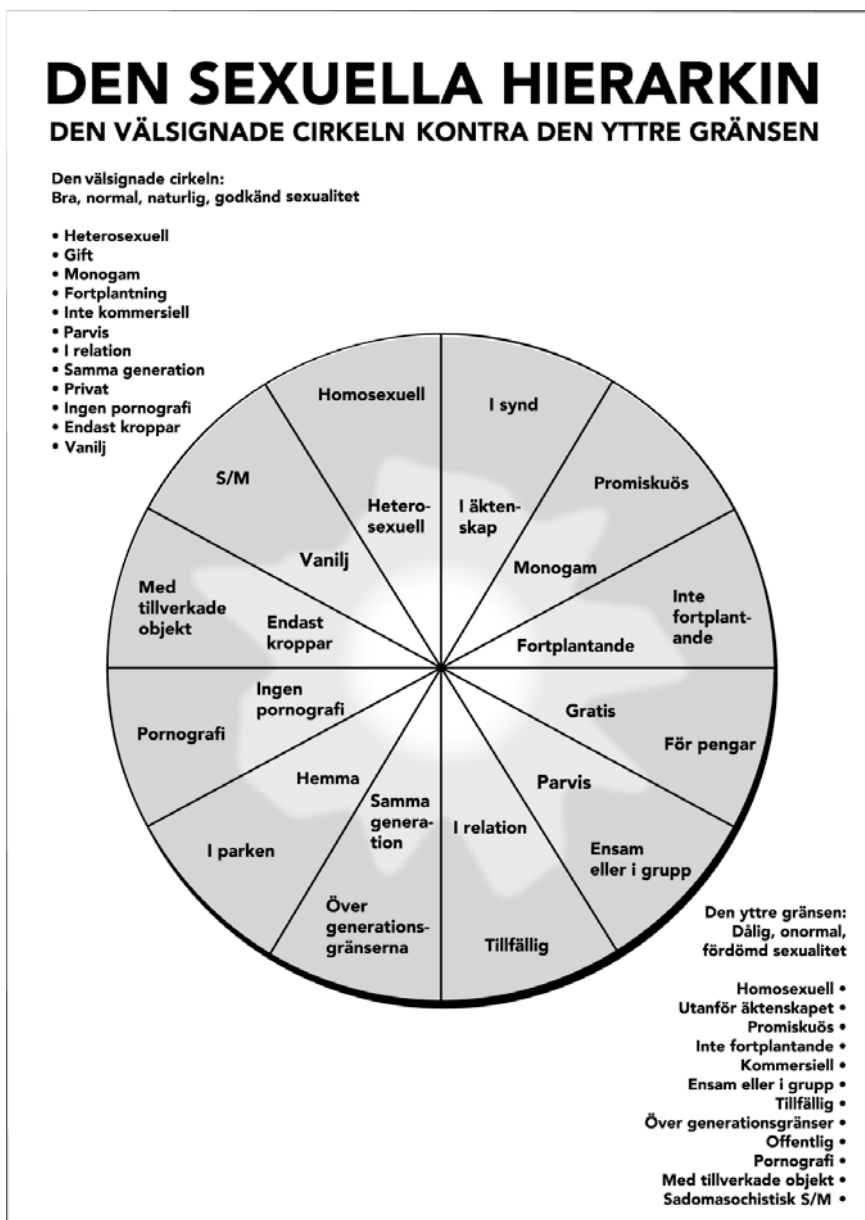 DEN SEXUELLA HIERARKIN
DEN VÄLSIGNADE CIRKELN KONTRA DEN YTTRE GRÄNSEN
Den välsignade cirkeln:
Bra, normal, naturlig, godkänd sexualitet
• Heterosexuell
• Gift
• Monogam
• Fortplantning
• Inte kommersiell
• Parvis
• I relation
• Samma generation
• Privat
• Ingen pornografi
• Endast kroppar
• Vanilj
Homosexuell
I synd
S/M
Promiskuös
Hetero-
sexuell
I äkten-
skap
Vanilj
Monogam
Med
tillverkade
objekt
Endast
kroppar
Fortplantande
Inte
fortplant-
ande
Ingen
pornografi
Pornografi
Gratis
För pengar
Hemma
Parvis
Samma
genera-
tion
I relation
I parken
Ensam
eller i grupp
Över
generations-
gränserna
Tillfällig
Den yttre gränsen:
Dålig, onormal,
fördömd sexualitet
Homosexuell •
Utanför äktenskapet •
Promiskuös •
Inte fortplantande •
Kommersiell •
Ensam eller i grupp •
Tillfällig •
Över generationsgränser •
Offentlig •
Pornografi •
Med tillverkade objekt •
Sadomasochistisk S/M •